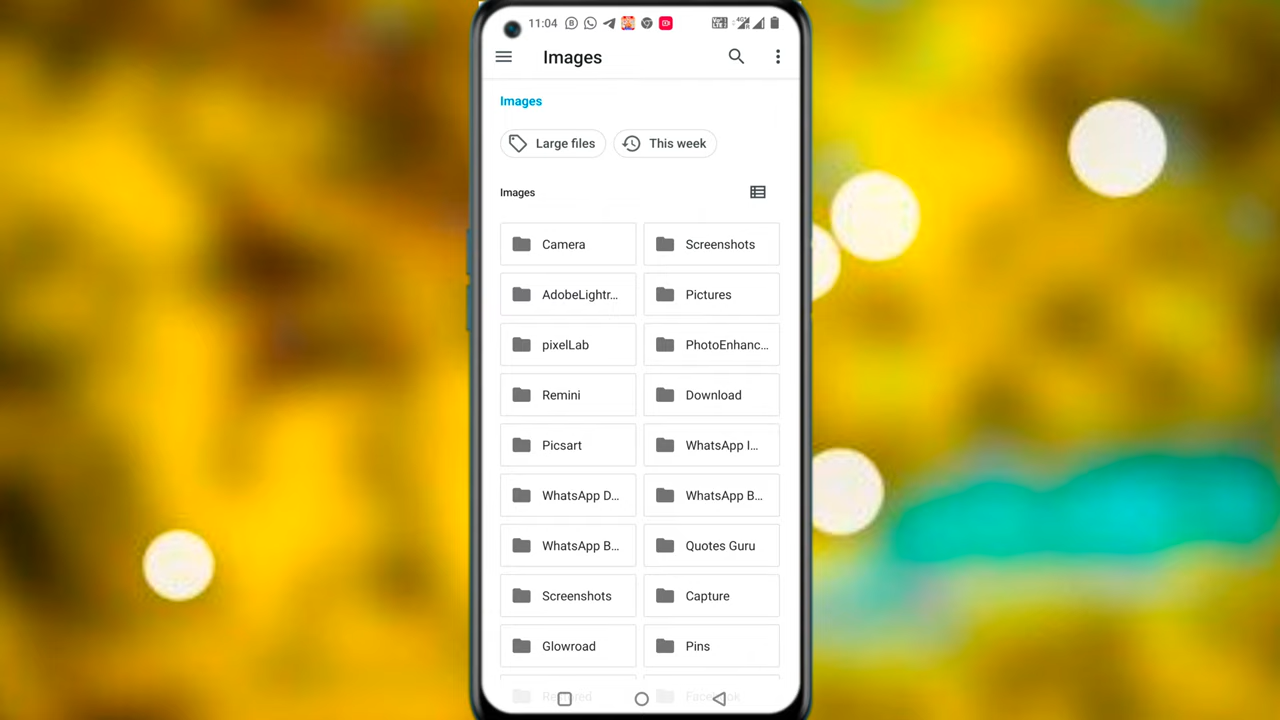 11:04
Images
Images
Large files This week
Images
Camera Screenshots
AdobeLightr... Pictures
pixelLab PhotoEnhanc...
Remini Download
Picsart WhatsApp I...
WhatsApp D... WhatsApp B...
WhatsApp B... Quotes Guru
Screenshots Capture
Glowroad Pins
Facebook